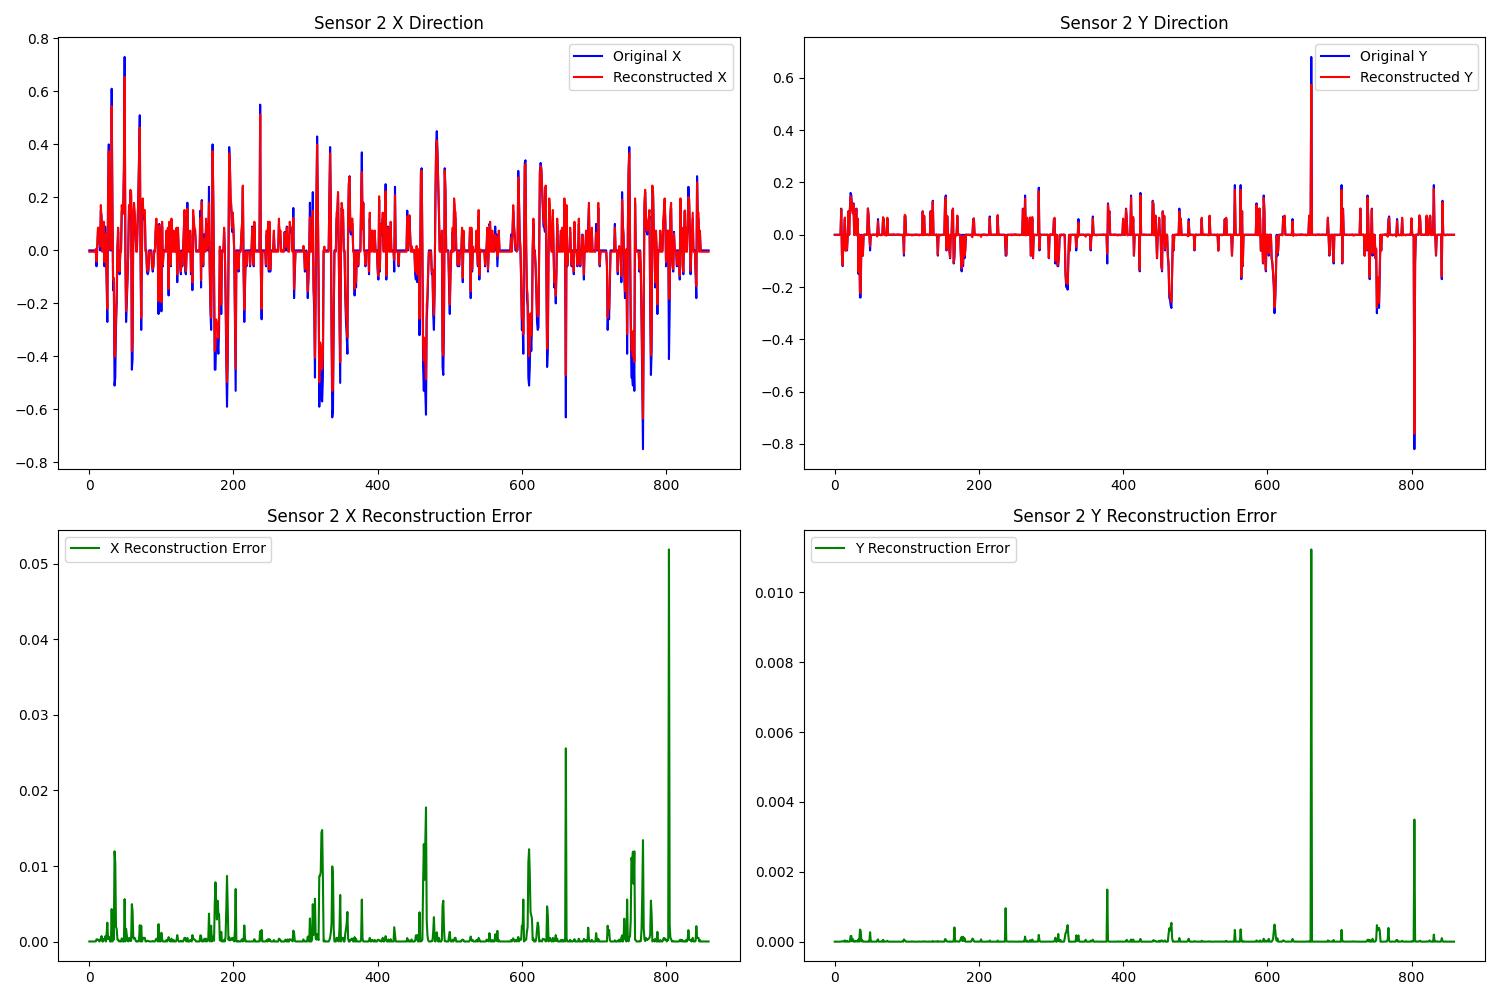 Sensor 2 X Direction
0.8
0.6
0.4
0.2
0.0
−0.2
−0.4
−0.6
−0.8
0 200 400 600 800
Original X
Reconstructed X
Sensor 2 Y Direction
0.6
0.4
0.2
0.0
−0.2
−0.4
−0.6
−0.8
0 200 400 600 800
Original Y
Reconstructed Y
Sensor 2 X Reconstruction Error
X Reconstruction Error
0.05
0.04
0.03
0.02
0.01
0.00
0 200 400 600 800
Sensor 2 Y Reconstruction Error
Y Reconstruction Error
0.010
0.008
0.006
0.004
0.002
0.000
0 200 400 600 800